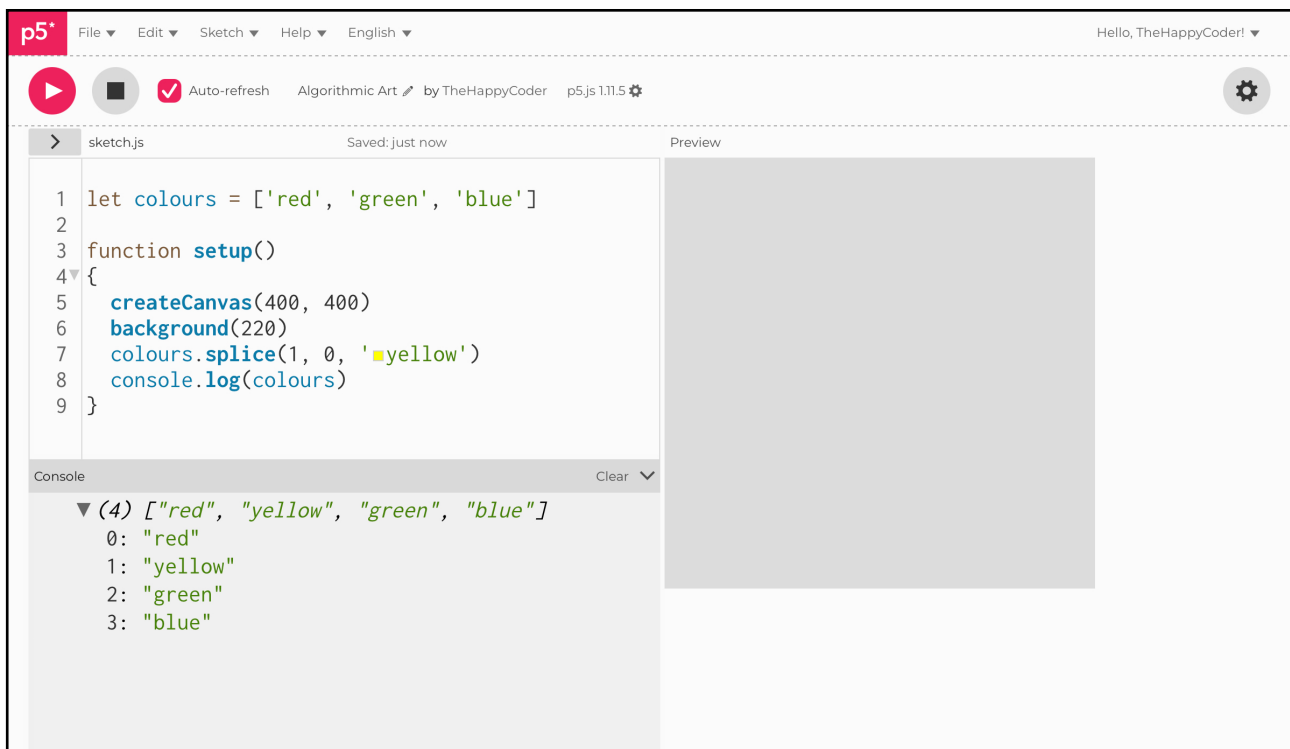 p5* File Edit Sketch Help English Hello, TheHappyCoder!
Auto-refresh Algorithmic Art by TheHappyCoder p5.js 1.11.5
sketch.js Saved: just now Preview
1 let colours = ['red', 'green', 'blue']
2
3 function setup()
4 {
5 createCanvas(400, 400)
6 background(220)
7 colours.splice(1, 0, 'yellow')
8 console.log(colours)
9 }
Console Clear
(4) ["red", "yellow", "green", "blue"]
0: "red"
1: "yellow"
2: "green"
3: "blue"